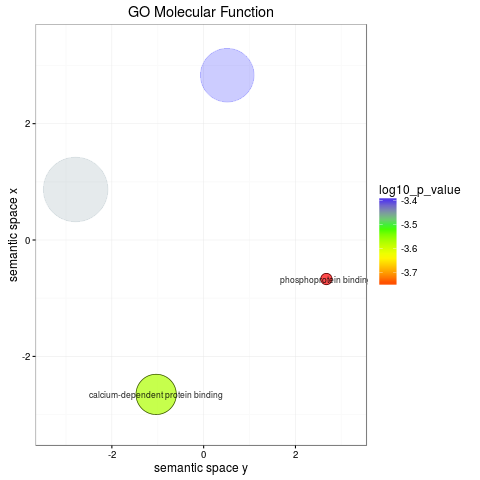 GO Molecular Function
semantic space x
2
0
-2
-2
0
2
semantic space y
phosphoprotein bindin
calcium-dependent protein binding
log10_p_value
-3.4
-3.5
-3.6
-3.7